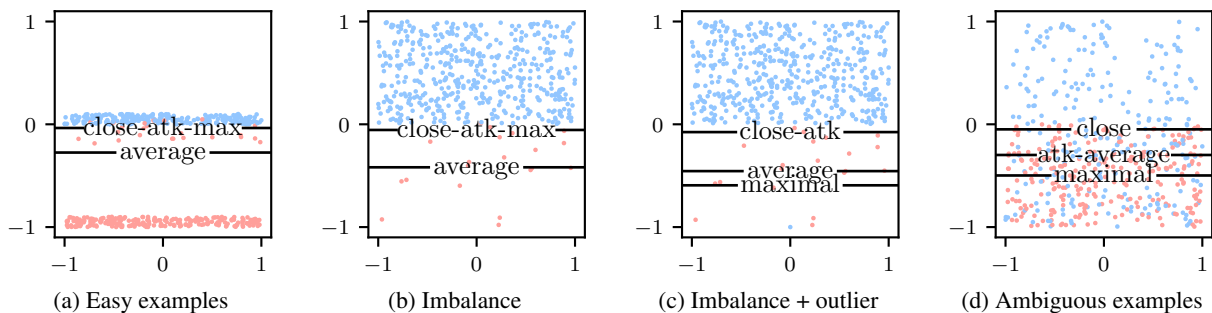 1
close-atk-max
0
average
−1
−1
0
1
(a) Easy examples
1
close-atk-max
0
average
−1
−1
0
1
(b) Imbalance
1
0
close-atk
average
maximal
−1
−1
0
1
(c) Imbalance + outlier
1
0
close
atk-average
maximal
−1
−1
0
1
(d) Ambiguous examples